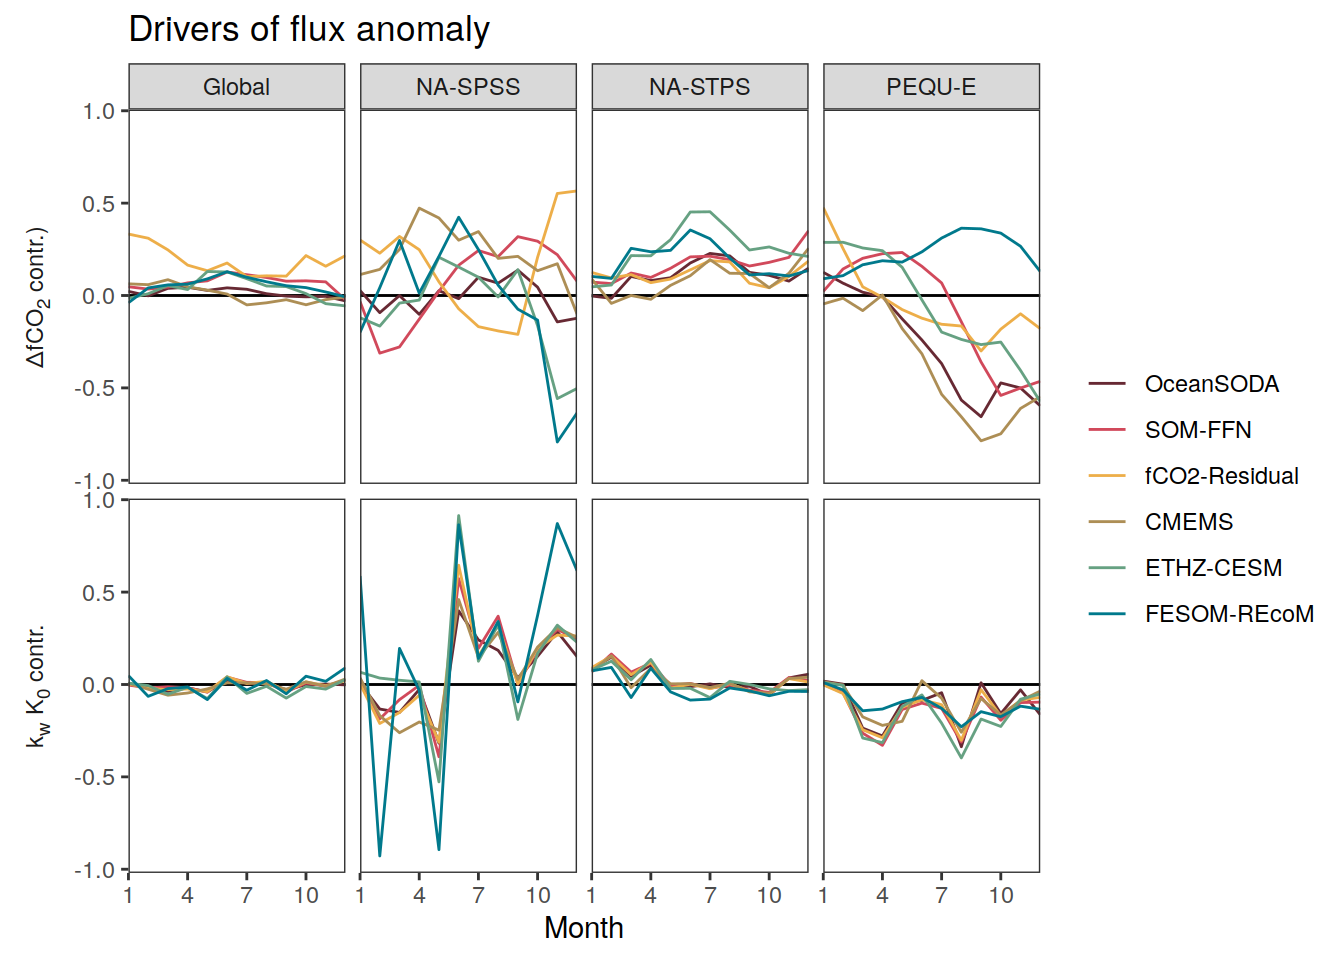 Drivers of flux anomaly
Global NA-SPSS NA-STPS PEQU-E
ΔfCO2 contr.)
1.0
0.5
0.0
-0.5
-1.0
kw K0 contr.
1.0
0.5
0.0
-0.5
-1.0
1 4 7 10 1 4 7 10 1 4 7 10 1 4 7 10
Month
OceanSODA
SOM-FFN
fCO2-Residual
CMEMS
ETHZ-CESM
FESOM-REcoM